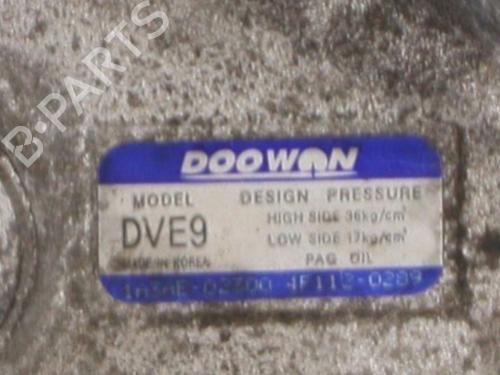 B-PARTS
DOOWON
MODEL DESIGN PRESSURE
DVE9 HIGH SIDE 36kg/cm²
LOW SIDE 17kg/cm²
MADE IN KOREA PAG OIL
4F112-0289